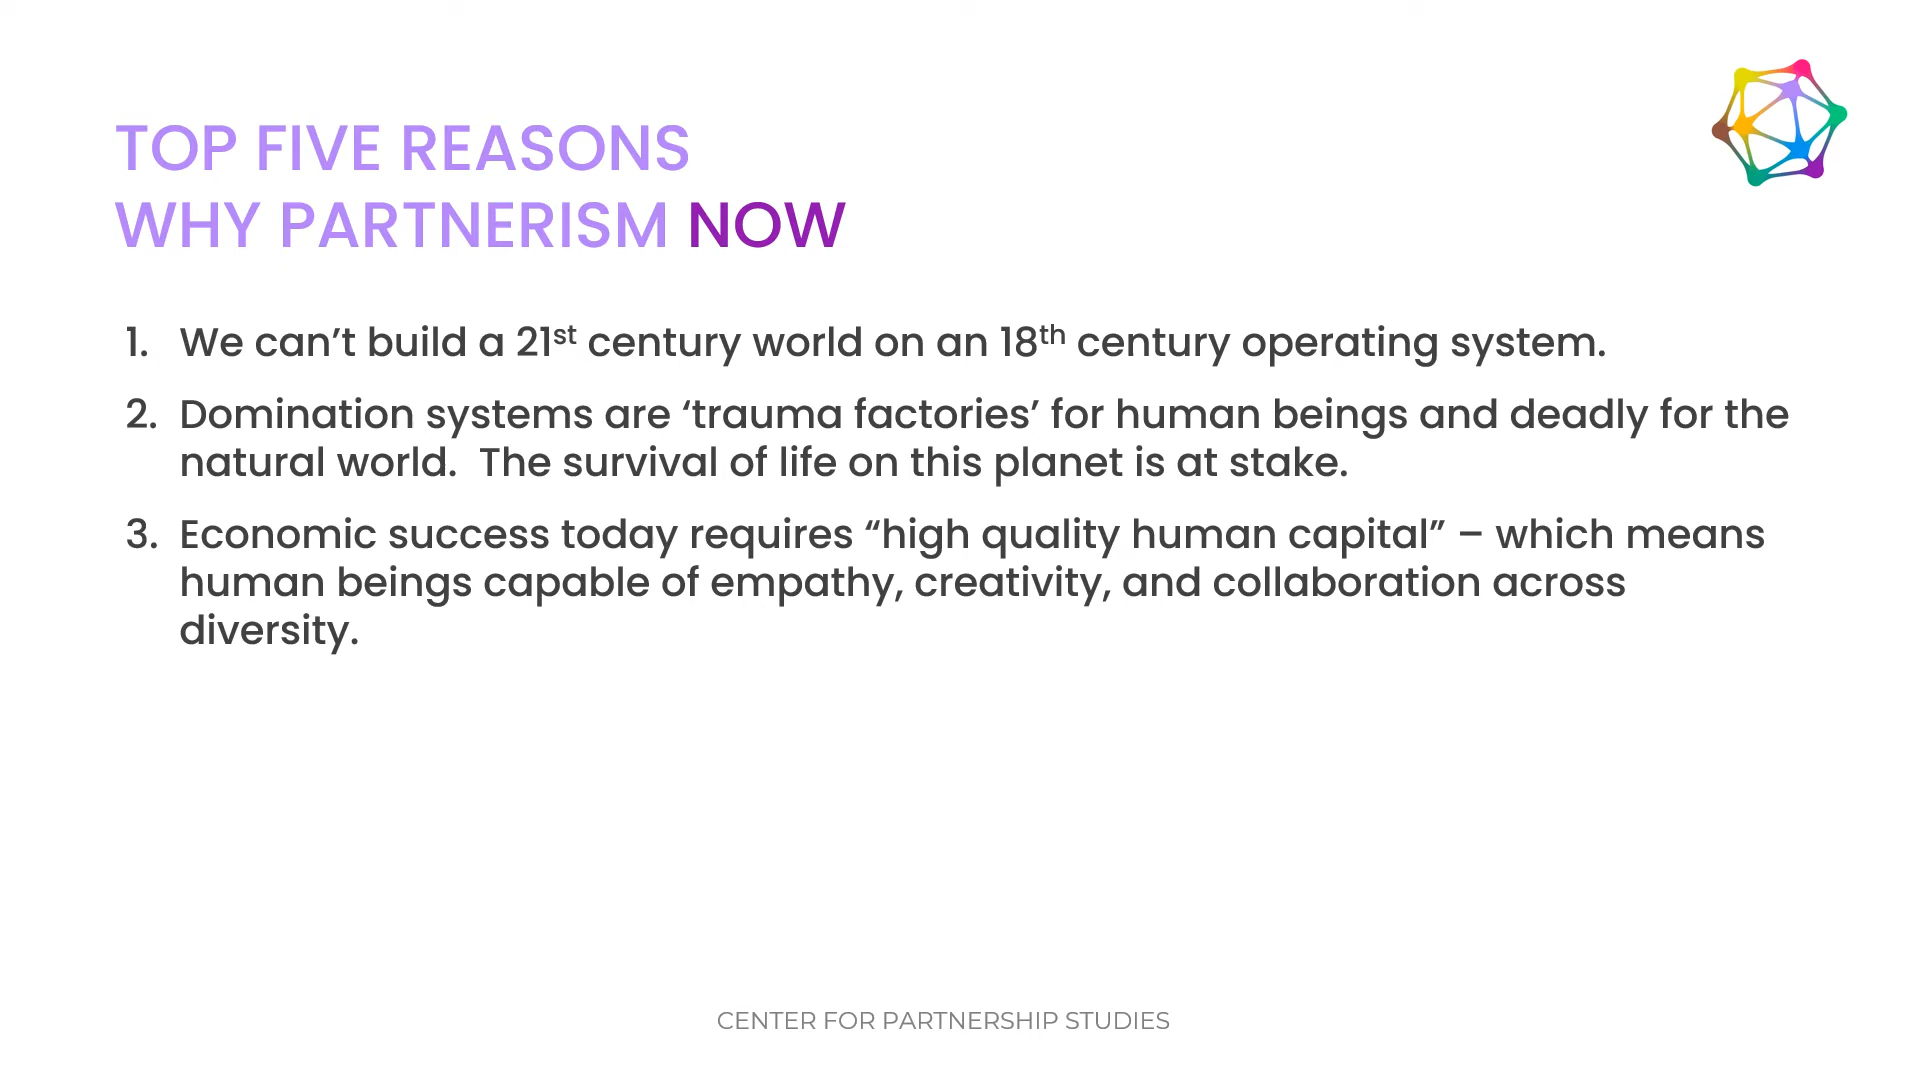 TOP FIVE REASONS
WHY PARTNERISM NOW
1. We can’t build a 21st century world on an 18th century operating system.
2. Domination systems are ‘trauma factories’ for human beings and deadly for the
natural world.  The survival of life on this planet is at stake.
3. Economic success today requires “high quality human capital” – which means
human beings capable of empathy, creativity, and collaboration across
diversity.
CENTER FOR PARTNERSHIP STUDIES